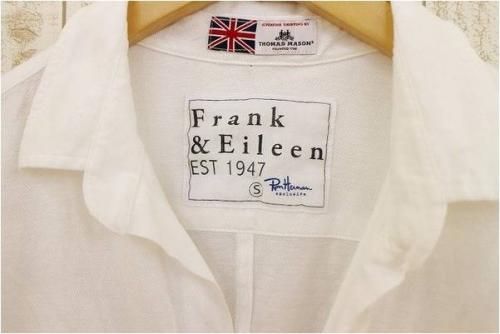 THOMAS MASON®
Frank
& Eileen
EST 1947
S
Ron Herman
exclusive